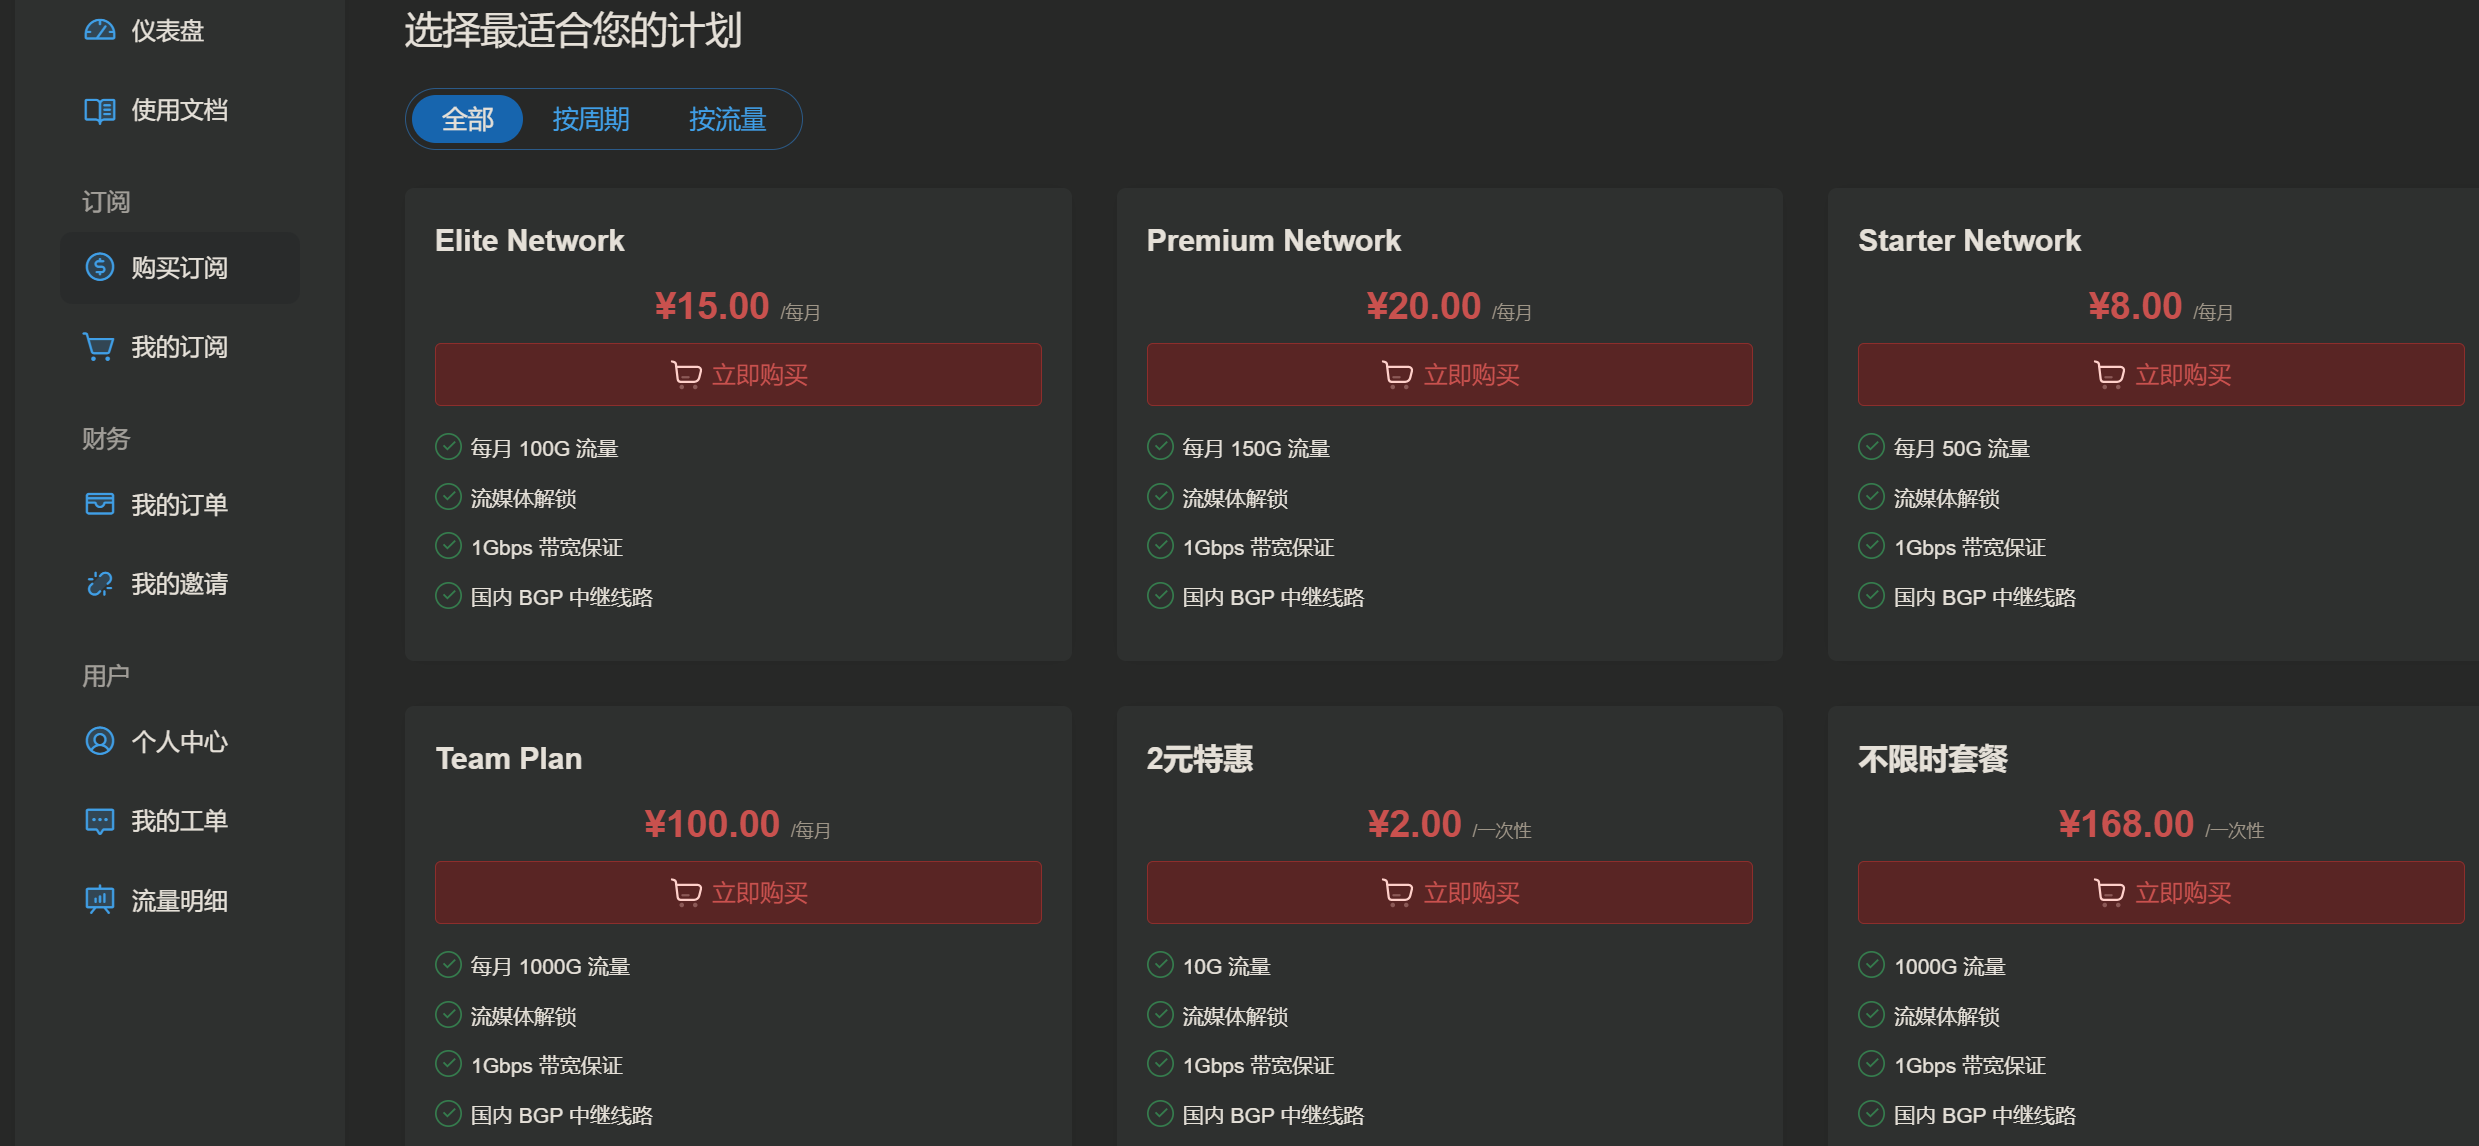 仪表盘
使用文档
订阅
购买订阅
我的订阅
财务
我的订单
我的邀请
用户
个人中心
我的工单
流量明细
选择最适合您的计划
全部 按周期 按流量
Elite Network
¥15.00 /每月
立即购买
每月 100G 流量
流媒体解锁
1Gbps 带宽保证
国内 BGP 中继线路
Premium Network
¥20.00 /每月
立即购买
每月 150G 流量
流媒体解锁
1Gbps 带宽保证
国内 BGP 中继线路
Starter Network
¥8.00 /每月
立即购买
每月 50G 流量
流媒体解锁
1Gbps 带宽保证
国内 BGP 中继线路
Team Plan
¥100.00 /每月
立即购买
每月 1000G 流量
流媒体解锁
1Gbps 带宽保证
国内 BGP 中继线路
2元特惠
¥2.00 /一次性
立即购买
10G 流量
流媒体解锁
1Gbps 带宽保证
国内 BGP 中继线路
不限时套餐
¥168.00 /一次性
立即购买
1000G 流量
流媒体解锁
1Gbps 带宽保证
国内 BGP 中继线路